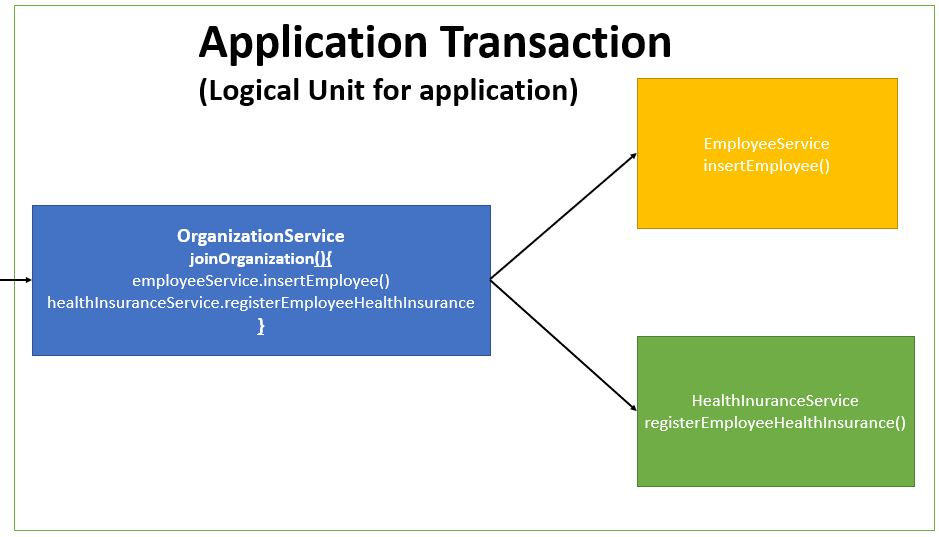 Application Transaction
(Logical Unit for application)
EmployeeService
insertEmployee()
OrganizationService
joinOrganization(){
employeeService.insertEmployee()
healthInsuranceService.registerEmployeeHealthInsurance
}
HealthInuranceService
registerEmployeeHealthInsurance()